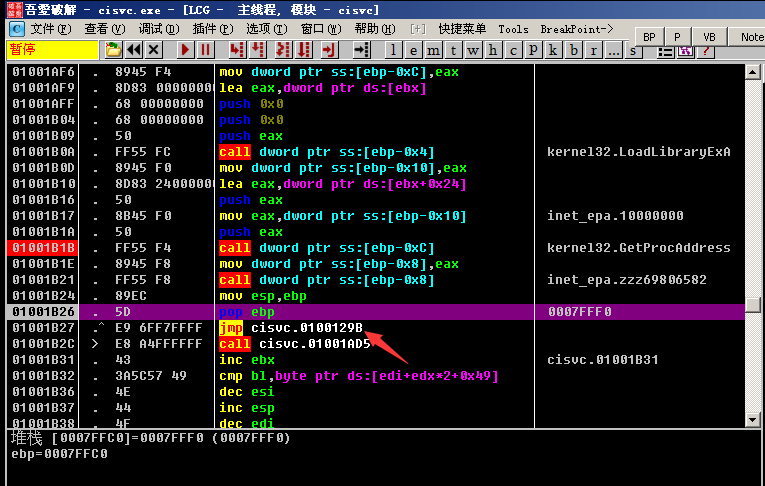 吾爱破解 - cisvc.exe - [LCG - 主线程, 模块 - cisvc]
C 文件(F) 查看(V) 调试(D) 插件(P) 选项(T) 窗口(W) 帮助(H) [+] 快捷菜单 Tools BreakPoint->
BP P VB Note
暂停 l e m t w h c p k b r ... s ?
01001AF6 . 8945 F4 mov dword ptr ss:[ebp-0xC],eax
01001AF9 . 8D83 00000000 lea eax,dword ptr ds:[ebx]
01001AFF . 68 00000000 push 0x0
01001B04 . 68 00000000 push 0x0
01001B09 . 50 push eax
01001B0A . FF55 FC call dword ptr ss:[ebp-0x4] kernel32.LoadLibraryExA
01001B0D . 8945 F0 mov dword ptr ss:[ebp-0x10],eax
01001B10 . 8D83 24000000 lea eax,dword ptr ds:[ebx+0x24]
01001B16 . 50 push eax
01001B17 . 8B45 F0 mov eax,dword ptr ss:[ebp-0x10] inet_epa.10000000
01001B1A . 50 push eax
01001B1B . FF55 F4 call dword ptr ss:[ebp-0xC] kernel32.GetProcAddress
01001B1E . 8945 F8 mov dword ptr ss:[ebp-0x8],eax
01001B21 . FF55 F8 call dword ptr ss:[ebp-0x8] inet_epa.zzz69806582
01001B24 . 89EC mov esp,ebp
01001B26 . 5D pop ebp 0007FFF0
01001B27 .^ E9 6FF7FFFF jmp cisvc.0100129B
01001B2C > E8 A4FFFFFF call cisvc.01001AD5
01001B31 . 43 inc ebx cisvc.01001B31
01001B32 . 3A5C57 49 cmp bl,byte ptr ds:[edi+edx*2+0x49]
01001B36 . 4E dec esi
01001B37 . 44 inc esp
01001B38 . 4F dec edi
堆栈 [0007FFC0]=0007FFF0 (0007FFF0)
ebp=0007FFC0